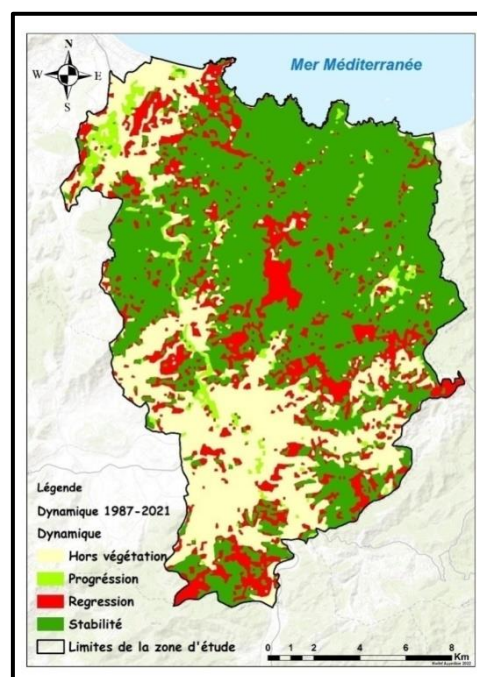 N
W E
S
Mer Méditerranée
Légende
Dynamique 1987-2021
Dynamique
Hors végétation
Progréssion
Regression
Stabilité
Limites de la zone d'étude
0 1 2 4 6 8
Km